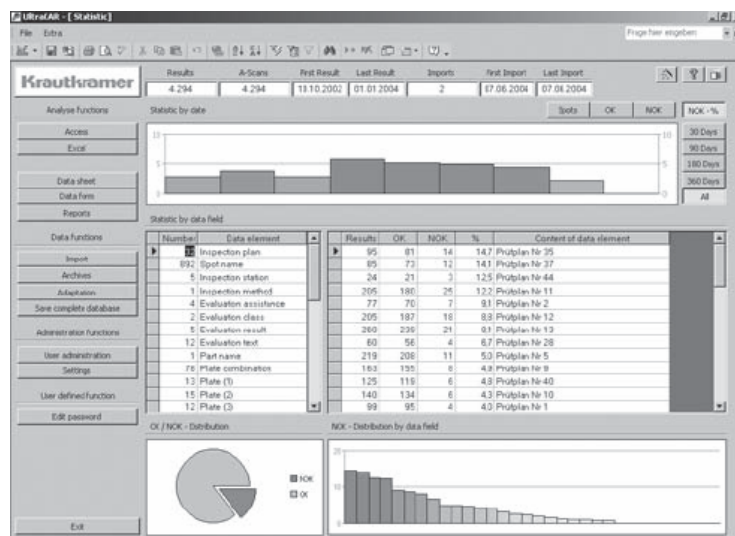 UltraCAR - [ Statistic]
File Extra
Frage hier eingeben
Krautkramer
Results A-Scans First Result Last Result Imports First Import Last Import
4.294 4.294 01.01.2004 2 07.06.2004
Analyse functions
Access
Excel
Data sheet
Data form
Reports
Data functions
Import
Archives
Adaptation
Save complete database
Administration functions
User administration
Settings
User defined function
Edit password
Exit
Statistic by date
Spots OK NOK NOK - %
10 10
5 5
0 0
30 Days
90 Days
180 Days
360 Days
All
Statistic by data field
Number Data element
Inspection plan
892 Spot name
5 Inspection station
1 Inspection method
4 Evaluation assistance
2 Evaluation class
5 Evaluation result
12 Evaluation text
1 Part name
78 Plate combination
13 Plate (1)
15 Plate (2)
12 Plate (3)
Results OK NOK % Content of data element
95 81 14 14,7 Prüfplan Nr 35
85 73 12 14,1 Prüfplan Nr 37
24 21 3 12,5 Prüfplan Nr 44
205 180 25 12,2 Prüfplan Nr 11
77 70 7 9,1 Prüfplan Nr 2
205 187 18 8,8 Prüfplan Nr 12
260 239 21 8,1 Prüfplan Nr 13
60 56 4 6,7 Prüfplan Nr 28
219 208 11 5,0 Prüfplan Nr 5
163 155 8 4,9 Prüfplan Nr 9
125 119 6 4,8 Prüfplan Nr 40
140 134 6 4,3 Prüfplan Nr 10
99 95 4 4,0 Prüfplan Nr 1
OK / NOK - Distribution
NOK
OK
NOK - Distribution by data field
20
10
0